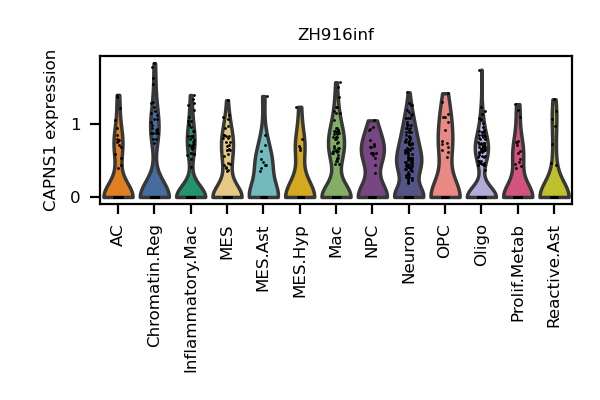 ZH916inf
CAPNS1 expression
1
0
AC
Chromatin.Reg
Inflammatory.Mac
MES
MES.Ast
MES.Hyp
Mac
NPC
Neuron
OPC
Oligo
Prolif.Metab
Reactive.Ast